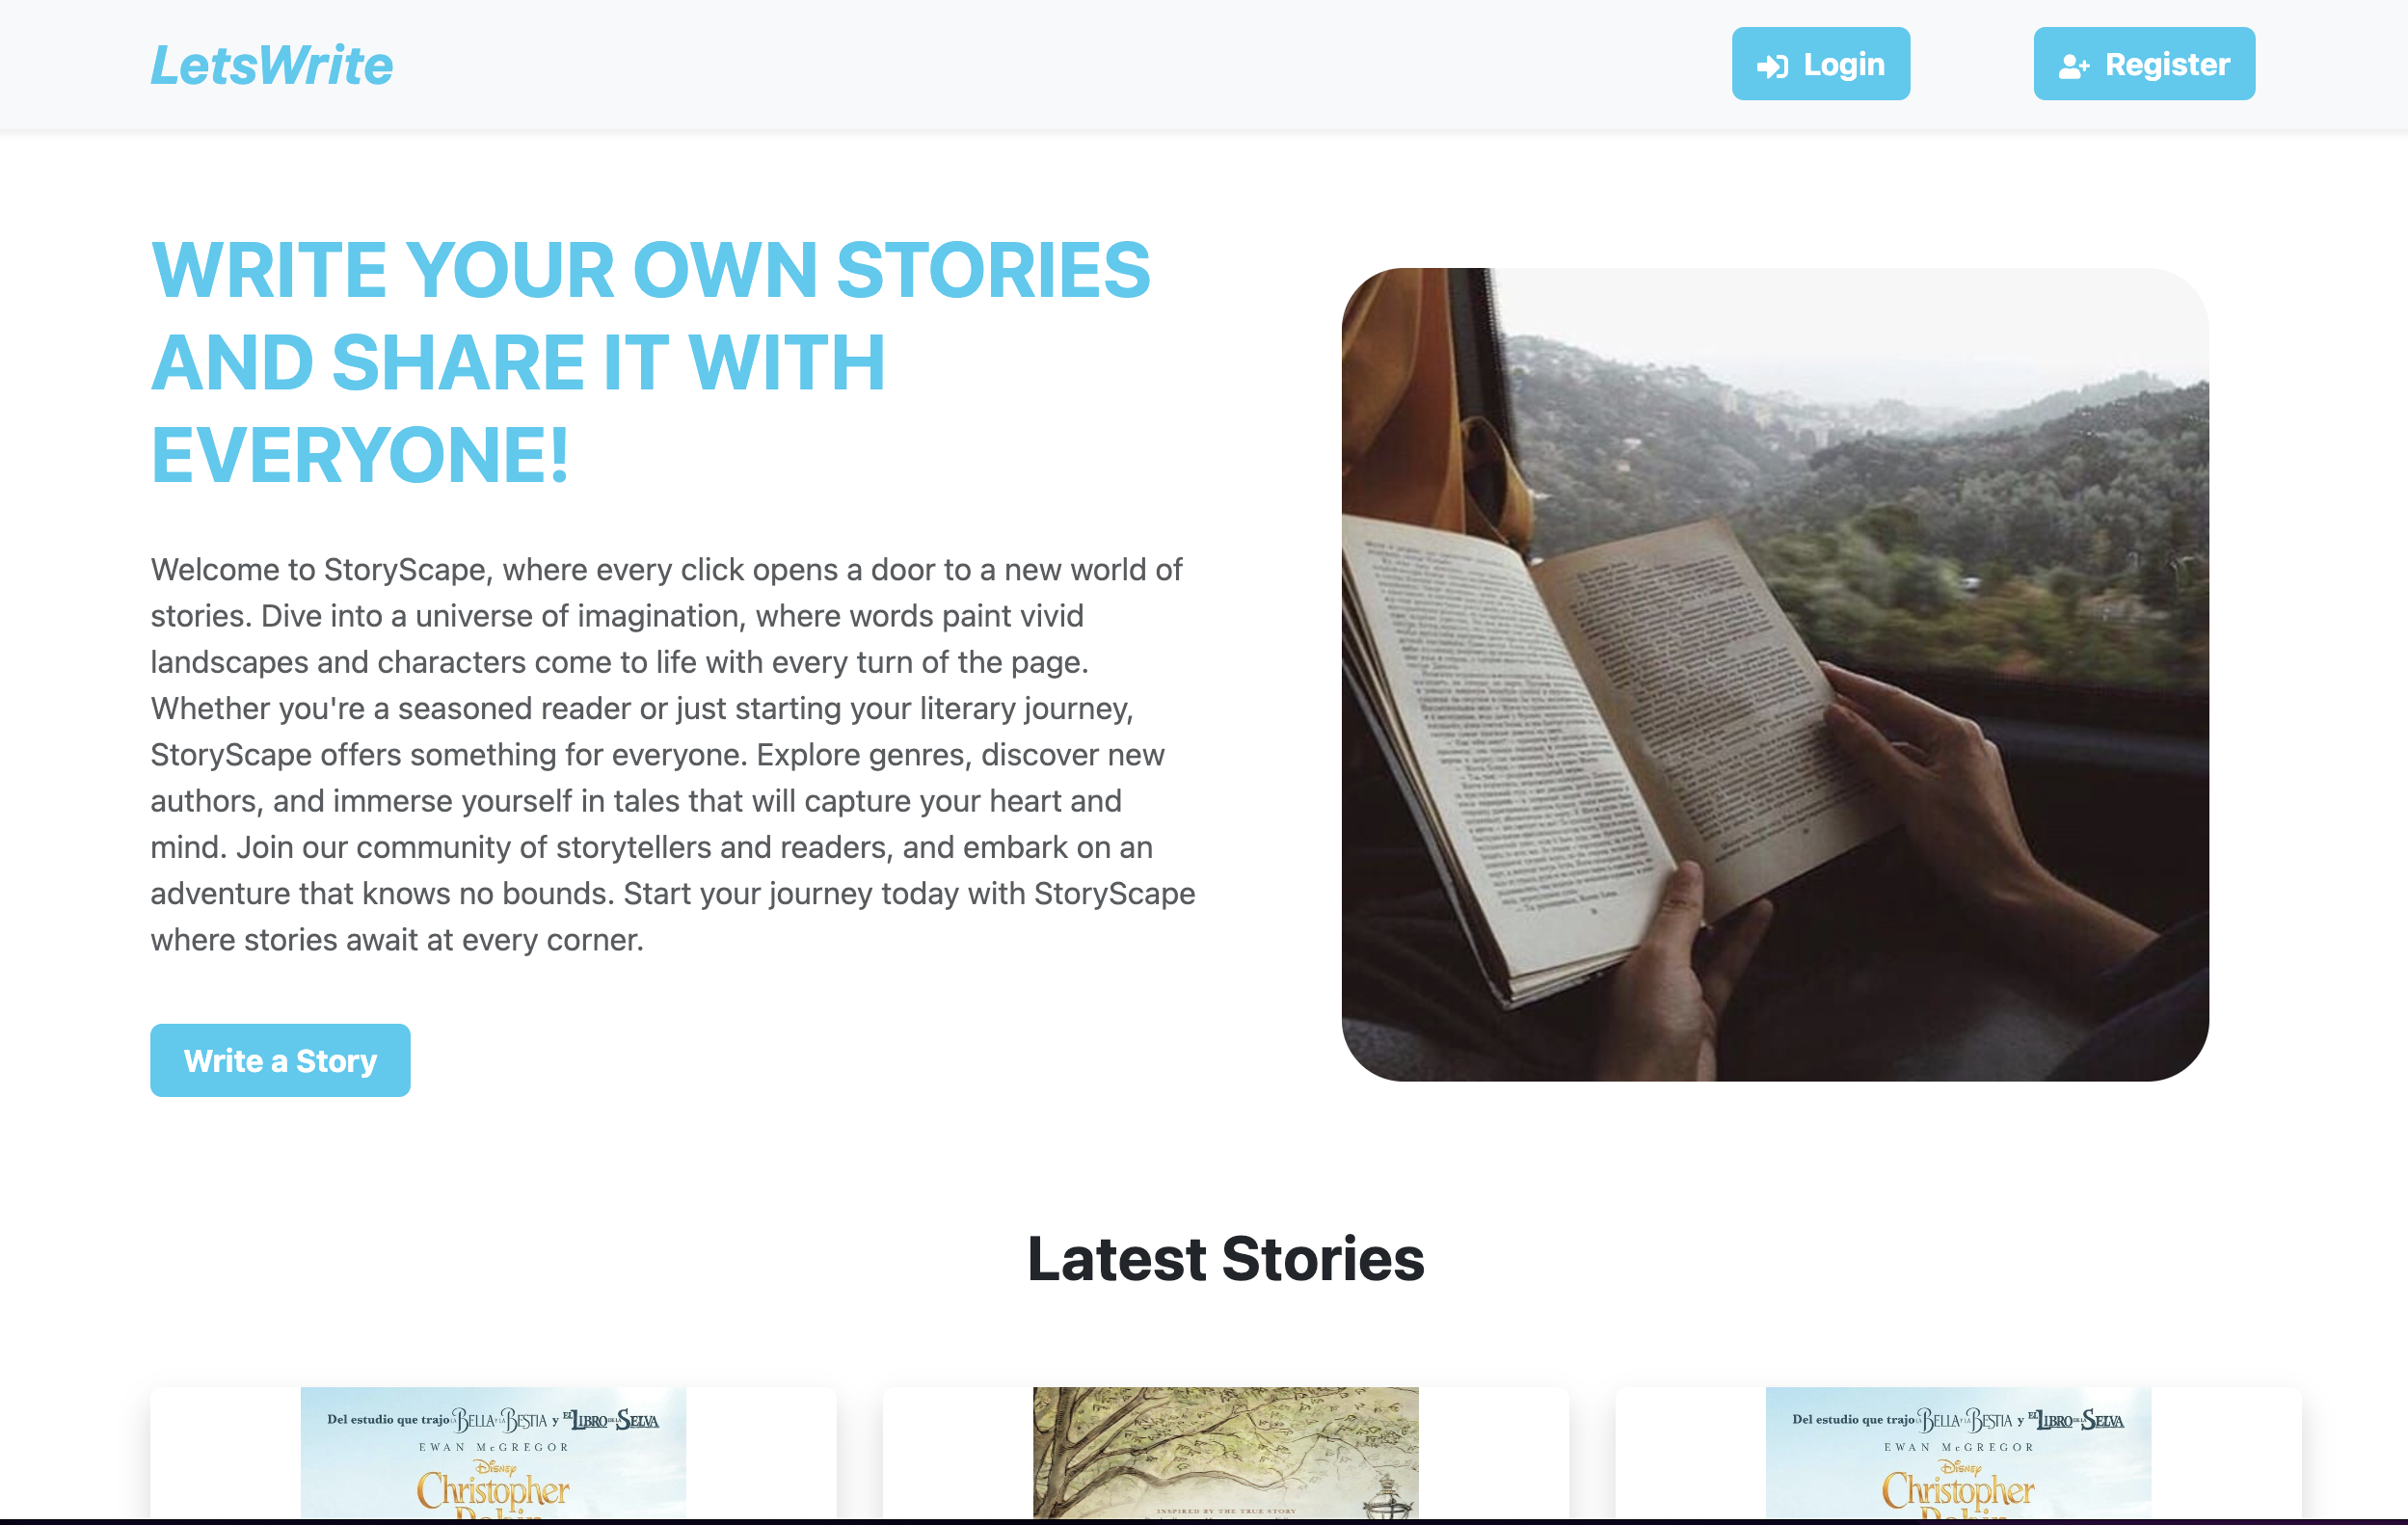 LetsWrite
Login
Register
WRITE YOUR OWN STORIES
AND SHARE IT WITH
EVERYONE!
Welcome to StoryScape, where every click opens a door to a new world of
stories. Dive into a universe of imagination, where words paint vivid
landscapes and characters come to life with every turn of the page.
Whether you're a seasoned reader or just starting your literary journey,
StoryScape offers something for everyone. Explore genres, discover new
authors, and immerse yourself in tales that will capture your heart and
mind. Join our community of storytellers and readers, and embark on an
adventure that knows no bounds. Start your journey today with StoryScape
where stories await at every corner.
Write a Story
Latest Stories
Del estudio que trajo LA BELLA Y LA BESTIA y EL LIBRO DE LA SELVA
EWAN McGREGOR
Disney
Christopher
Robin
INSPIRED BY THE TRUE STORY
Del estudio que trajo LA BELLA Y LA BESTIA y EL LIBRO DE LA SELVA
EWAN McGREGOR
Disney
Christopher
Robin